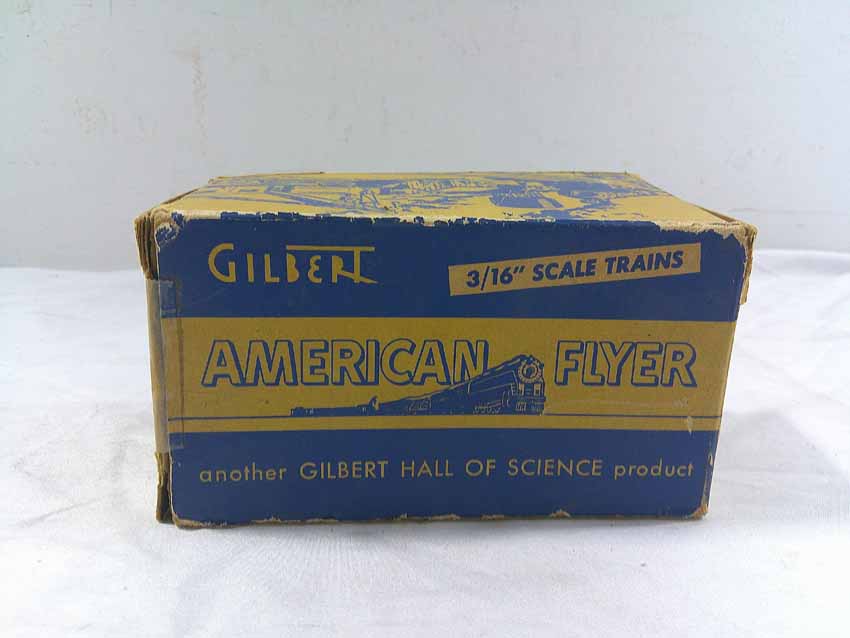 GILBERT
3/16" SCALE TRAINS
AMERICAN FLYER
another GILBERT HALL OF SCIENCE product